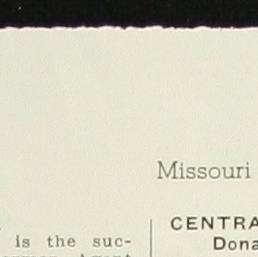 Missouri
is the suc-
CENTRA
Dona